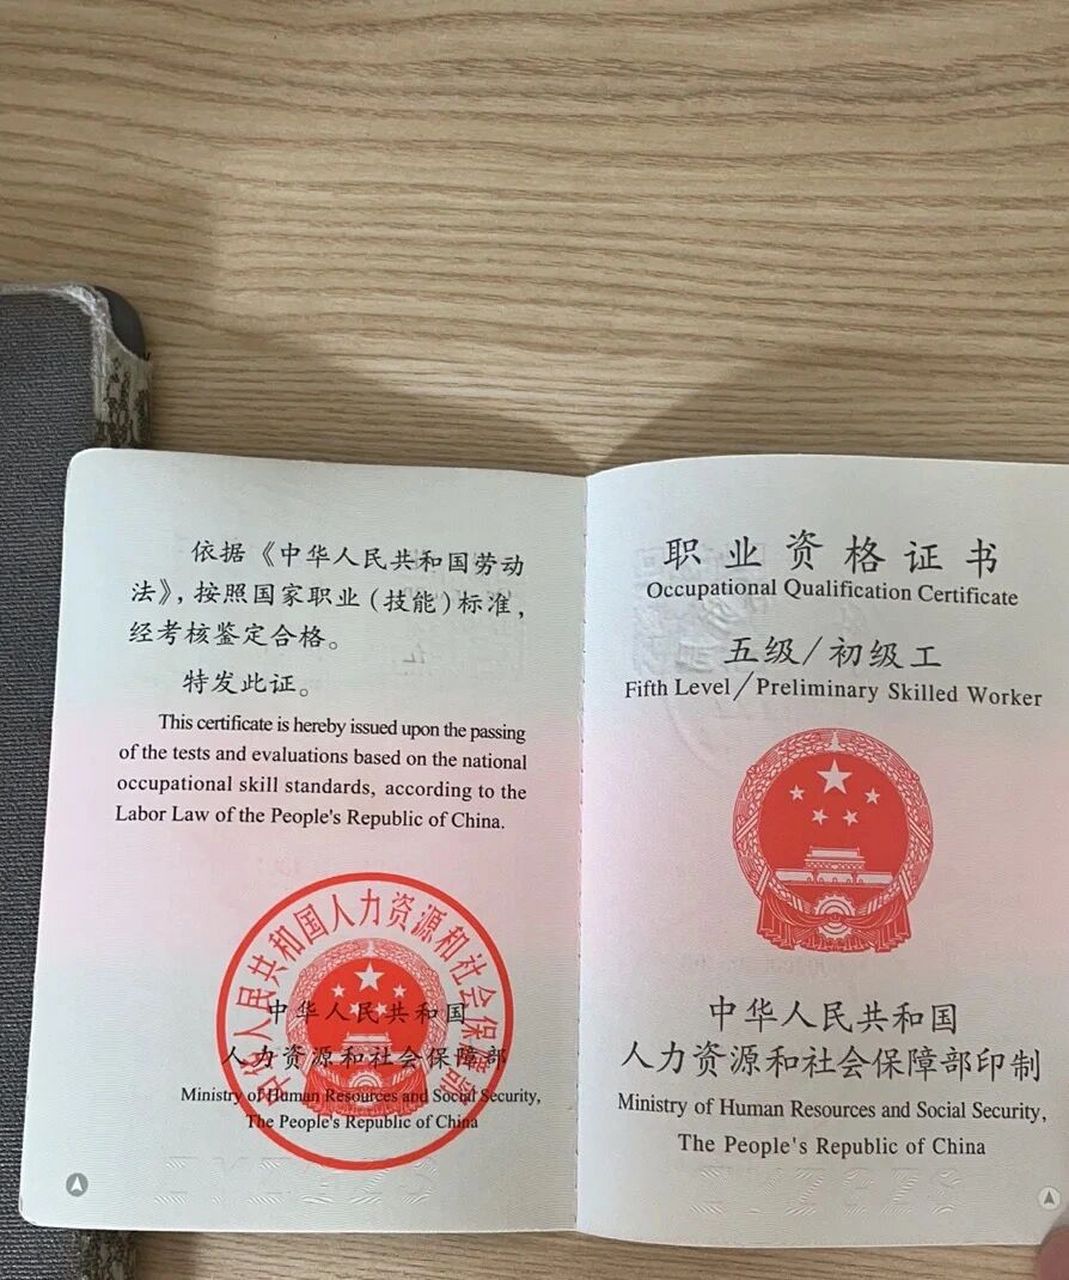 依据《中华人民共和国劳动
法》,按照国家职业(技能)标准,
经考核鉴定合格。
特发此证。
This certificate is hereby issued upon the passing
of the tests and evaluations based on the national
occupational skill standards, according to the
Labor Law of the People's Republic of China.
中华人民共和国人力资源和社会保障部
中华人民共和国
人力资源和社会保障部
Ministry of Human Resources and Social Security,
The People's Republic of China
职业资格证书
Occupational Qualification Certificate
五级/初级工
Fifth Level/Preliminary Skilled Worker
中华人民共和国
人力资源和社会保障部印制
Ministry of Human Resources and Social Security,
The People's Republic of China